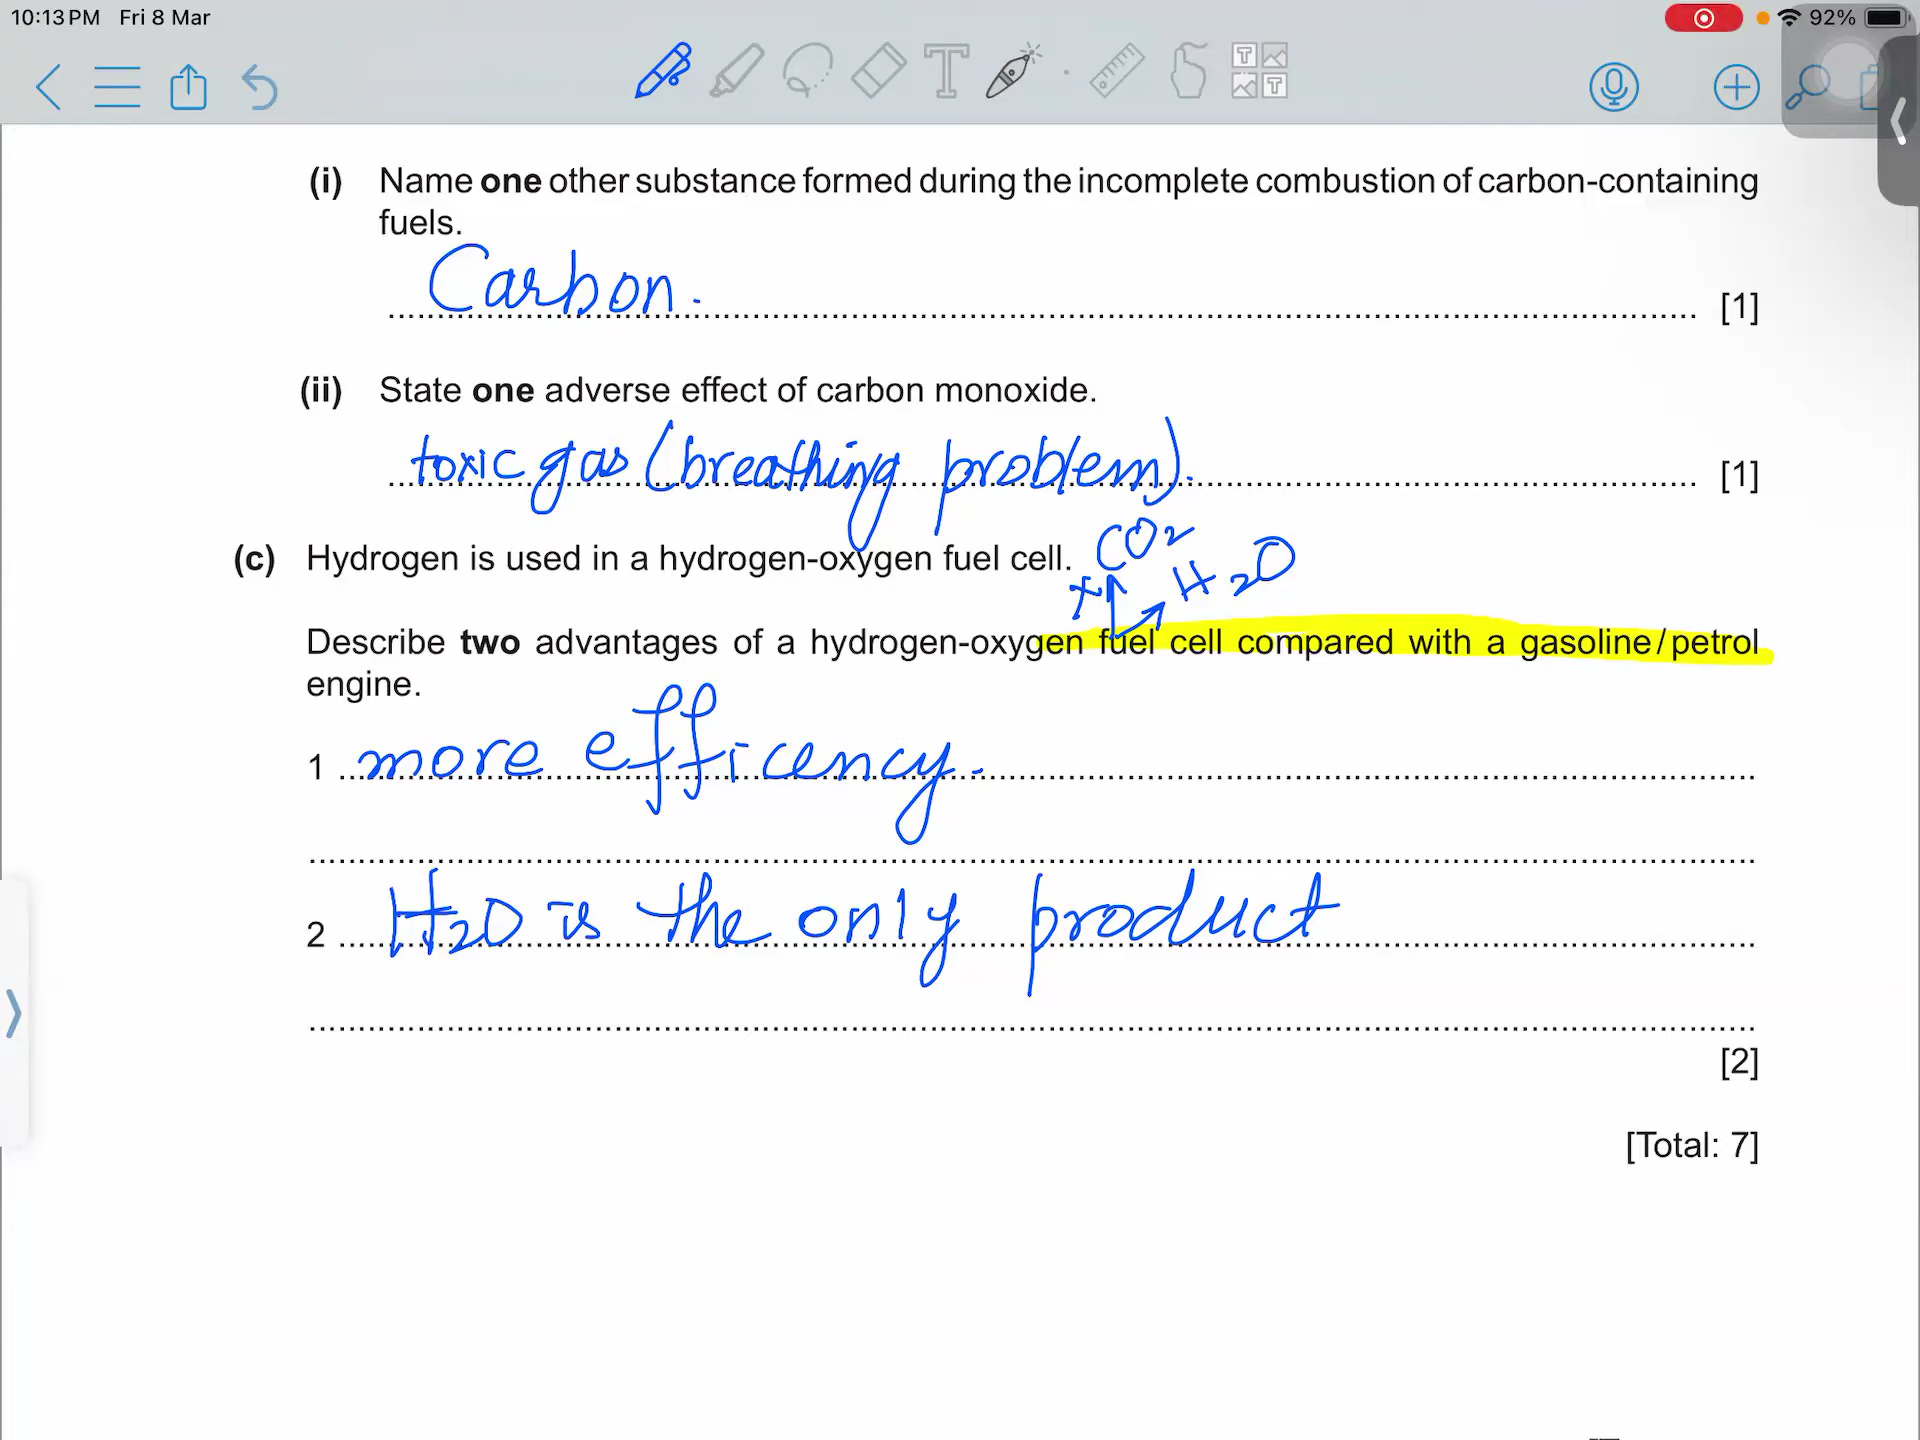 10:13 PM Fri 8 Mar 92%
(i) Name one other substance formed during the incomplete combustion of carbon-containing
fuels.
Carbon.
[1]
(ii) State one adverse effect of carbon monoxide.
toxic gas (breathing problem).
[1]
CO2
(c) Hydrogen is used in a hydrogen-oxygen fuel cell.
x H2O
Describe two advantages of a hydrogen-oxygen fuel cell compared with a gasoline/petrol
engine.
1 more efficency.
2 H2O is the only product
[2]
[Total: 7]